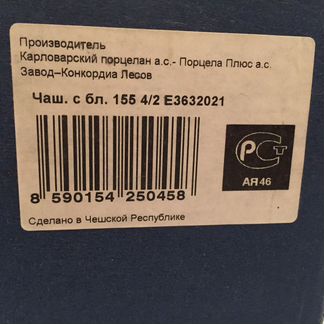 Производитель
Карловарский порцелан а.с.- Порцела Плюс а.с.
Завод–Конкордиа Лесов
Чаш. с бл. 155 4/2 E3632021
РСТ
АЯ46
8 590154 250458
Сделано в Чешской Республике